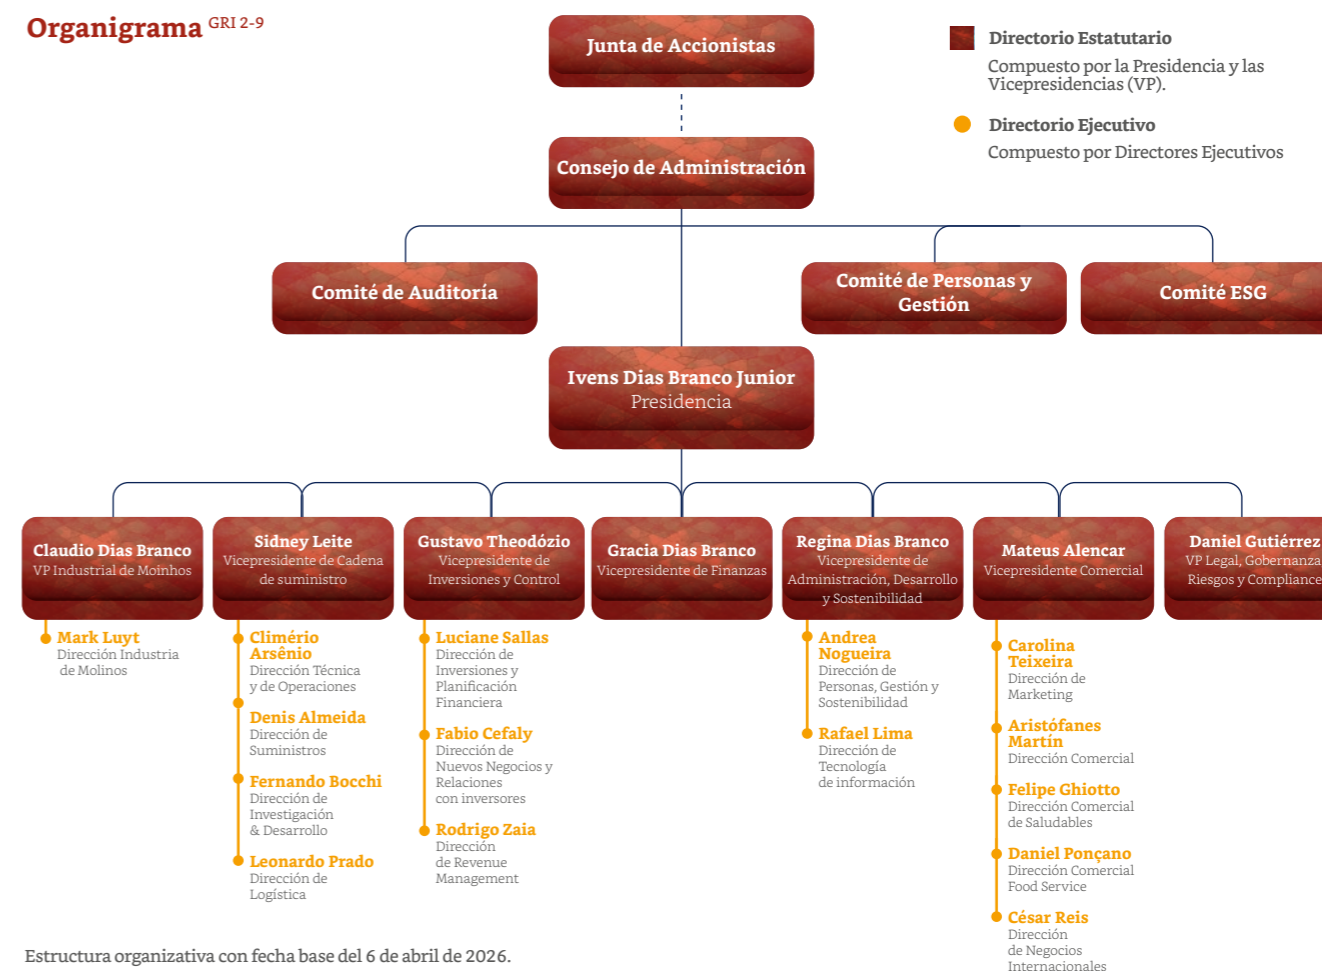 Organigrama GRI 2-9
Junta de Accionistas
Directorio Estatutario
Compuesto por la Presidencia y las
Vicepresidencias (VP).
Directorio Ejecutivo
Compuesto por Directores Ejecutivos
Consejo de Administración
Comité de Auditoría
Comité de Personas y
Gestión
Comité ESG
Ivens Dias Branco Junior
Presidencia
Claudio Dias Branco
VP Industrial de Moinhos
Sidney Leite
Vicepresidente de Cadena
de suministro
Gustavo Theodózio
Vicepresidente de
Inversiones y Control
Gracia Dias Branco
Vicepresidente de Finanzas
Regina Dias Branco
Vicepresidente de
Administración, Desarrollo
y Sostenibilidad
Mateus Alencar
Vicepresidente Comercial
Daniel Gutiérrez
VP Legal, Gobernanza
Riesgos y Compliance
Mark Luyt
Dirección Industria
de Molinos
Climério
Arsênio
Dirección Técnica
y de Operaciones
Denis Almeida
Dirección de
Suministros
Fernando Bocchi
Dirección de
Investigación
& Desarrollo
Leonardo Prado
Dirección de
Logística
Luciane Sallas
Dirección de
Inversiones y
Planificación
Financiera
Fabio Cefaly
Dirección de
Nuevos Negocios y
Relaciones
con inversores
Rodrigo Zaia
Dirección
de Revenue
Management
Andrea
Nogueira
Dirección de
Personas, Gestión y
Sostenibilidad
Rafael Lima
Dirección de
Tecnología
de información
Carolina
Teixeira
Dirección de
Marketing
Aristófanes
Martín
Dirección Comercial
Felipe Ghiotto
Dirección Comercial
de Saludables
Daniel Ponçano
Dirección Comercial
Food Service
César Reis
Dirección
de Negocios
Internacionales
Estructura organizativa con fecha base del 6 de abril de 2026.